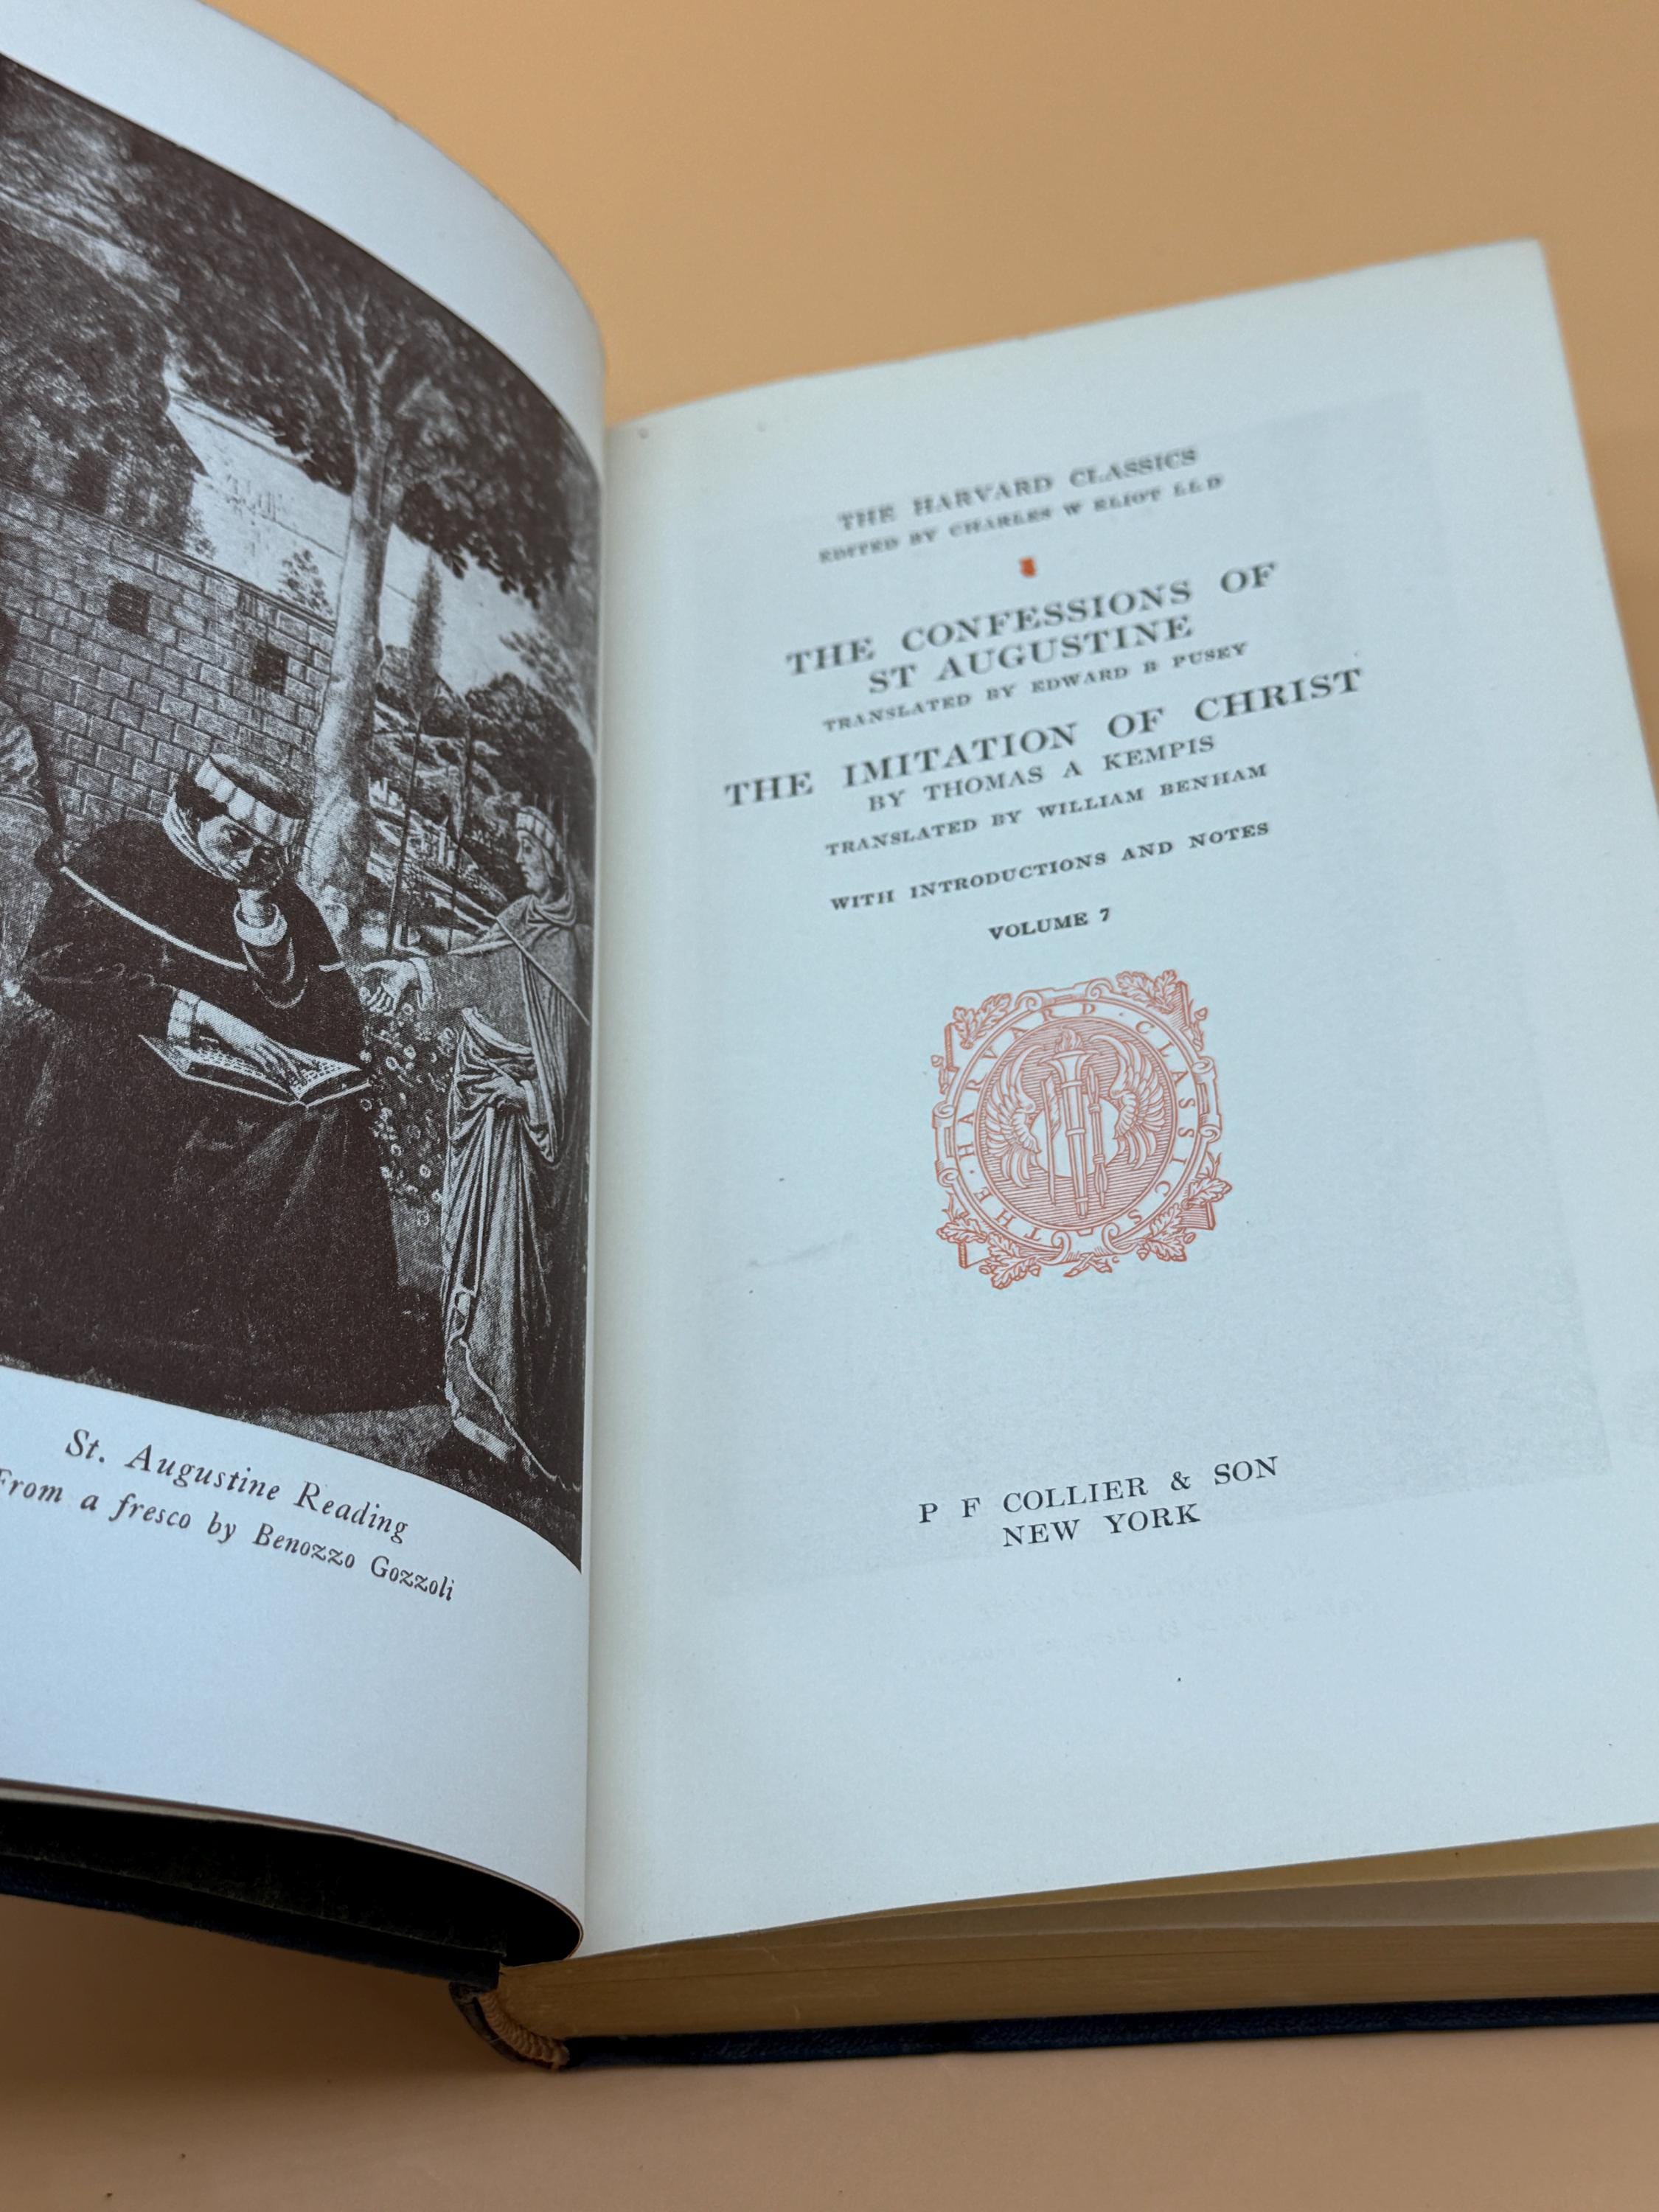 St. Augustine Reading
From a fresco by Benozzo Gozzoli
THE HARVARD CLASSICS
EDITED BY CHARLES W ELIOT LL D
THE CONFESSIONS OF
ST AUGUSTINE
TRANSLATED BY EDWARD B PUSEY
THE IMITATION OF CHRIST
BY THOMAS A KEMPIS
TRANSLATED BY WILLIAM BENHAM
WITH INTRODUCTIONS AND NOTES
VOLUME 7
THE · HARVARD · CLASSICS
P F COLLIER & SON
NEW YORK